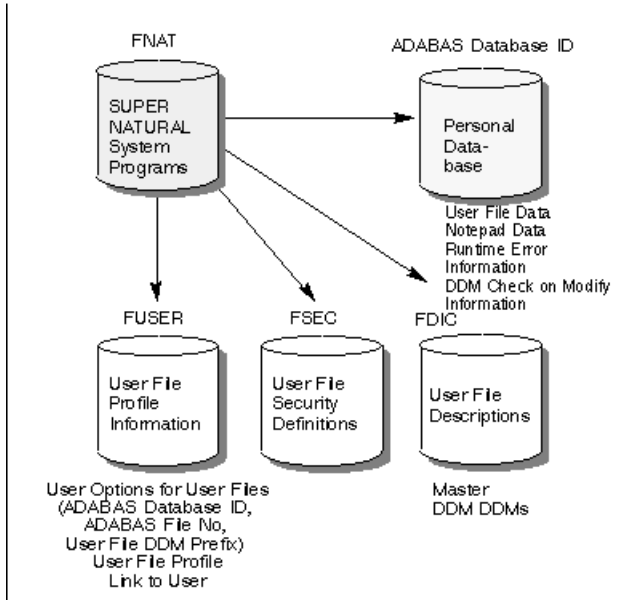 FNAT
SUPER
NATURAL
System
Programs
ADABAS Database ID
Personal
Data-
base
User File Data
Notepad Data
Runtime Error
Information
DDM Check on Modify
Information
FUSER
User File
Profile
Information
FSEC
User File
Security
Definitions
FDIC
User File
Descriptions
User Options for User Files
(ADABAS Database ID,
ADABAS File No,
User File DDM Prefix)
User File Profile
Link to User
Master
DDM DDMs